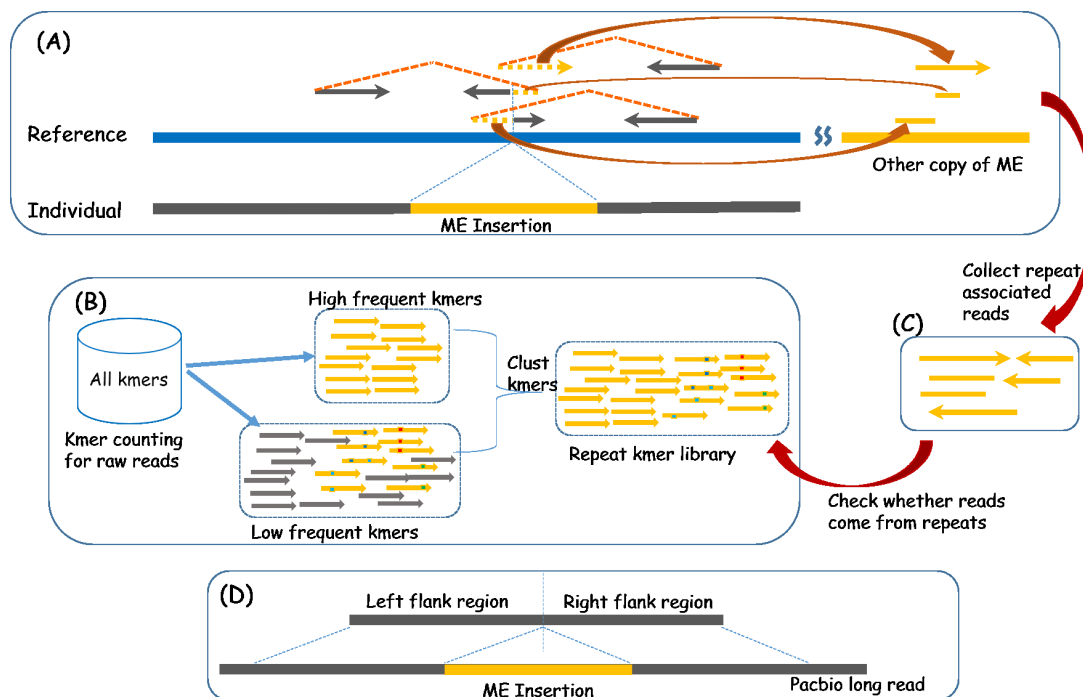 (A)
Reference
Other copy of ME
Individual
ME Insertion
(B)
High frequent kmers
All kmers
Kmer counting
for raw reads
Low frequent kmers
Clust
kmers
Repeat kmer library
Collect repeat
associated
reads
(C)
Check whether reads
come from repeats
(D)
Left flank region
Right flank region
ME Insertion
Pacbio long read